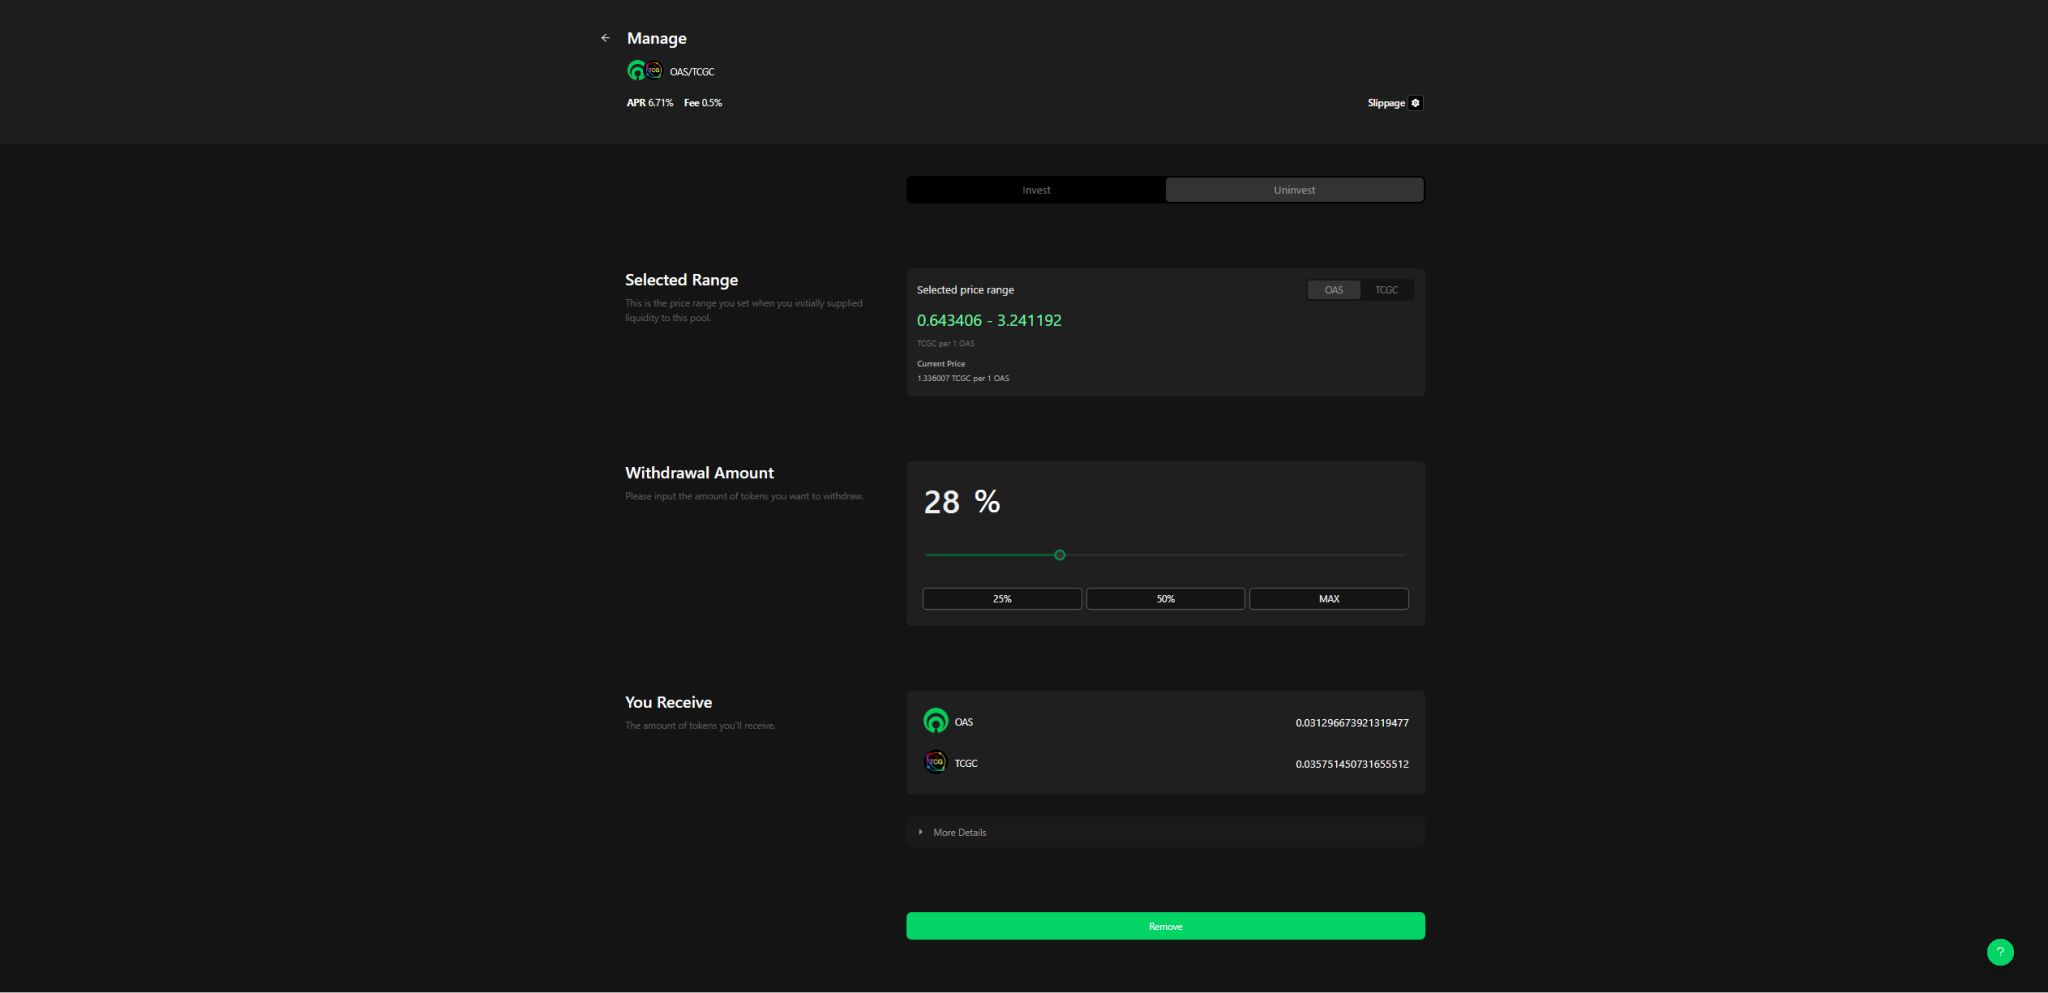 Manage
TCG OAS/TCGC
APR 6.71% Fee 0.5%
Slippage
Invest
Uninvest
Selected Range
This is the price range you set when you initially supplied
liquidity to this pool.
Selected price range
OAS
TCGC
0.643406 - 3.241192
TCGC per 1 OAS
Current Price
1.336007 TCGC per 1 OAS
Withdrawal Amount
Please input the amount of tokens you want to withdraw.
28 %
25%
50%
MAX
You Receive
The amount of tokens you'll receive.
OAS
0.031296673921319477
TCG TCGC
0.035751450731655512
More Details
Remove
?